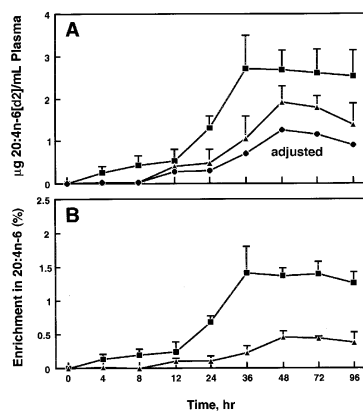 A
μg 20:4n-6[d2]/mL Plasma
4
3
2
1
0
adjusted
B
Enrichment in 20:4n-6 (%)
2.5
2
1.5
1
0.5
0
0 4 8 12 24 36 48 72 96
Time, hr